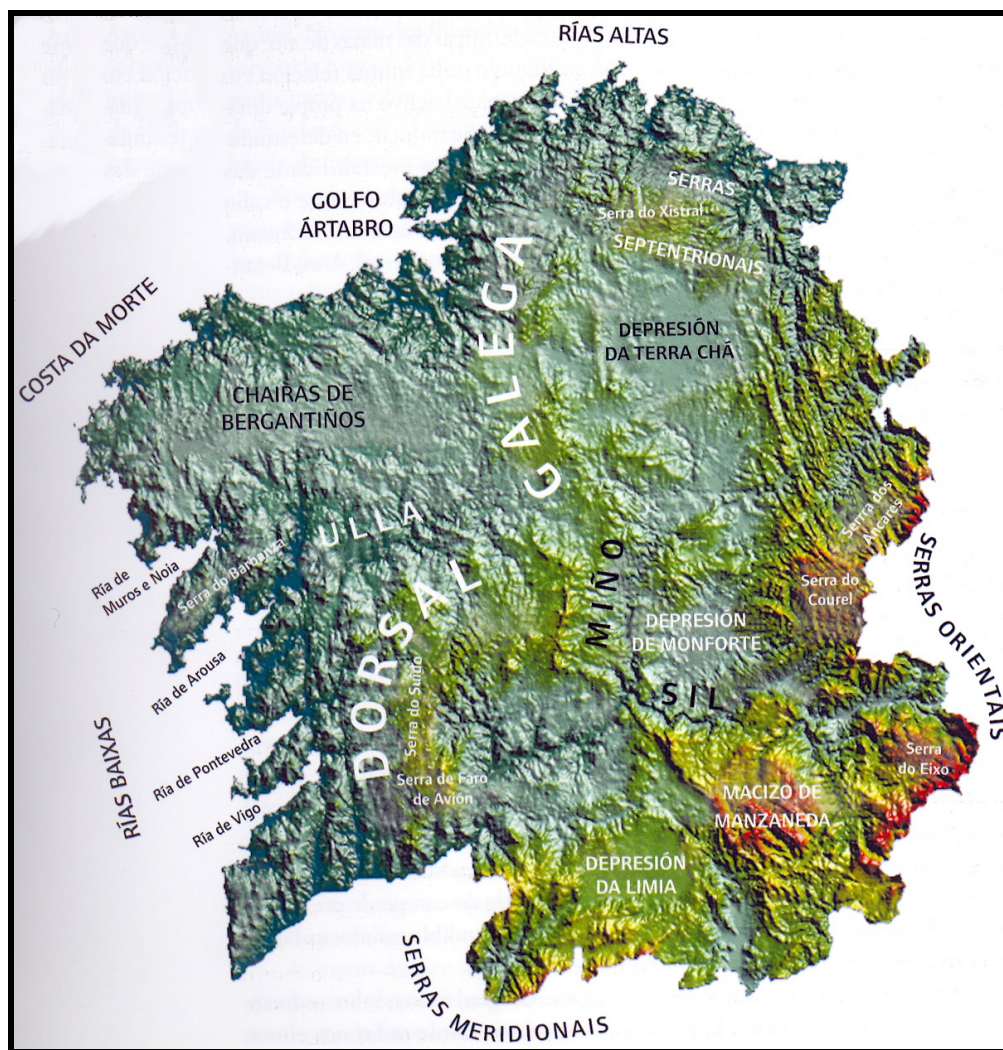 RÍAS ALTAS
SERRAS
Serra do Xistral
SEPTENTRIONAIS
GOLFO
ÁRTABRO
COSTA DA MORTE
DEPRESIÓN
DA TERRA CHÁ
CHAIRAS DE
BERGANTIÑOS
DORSAL GALEGA
ULLA
Serra dos
Ancares
Serra do
Courel
SERRAS ORIENTAIS
MIÑO
DEPRESIÓN
DE MONFORTE
SIL
Ría de
Muros e Noia
Serra do Barbanza
Ría de Arousa
RÍAS BAIXAS
Ría de Pontevedra
Ría de Vigo
Serra do Suído
Serra de Faro
de Avión
Serra
do Eixo
MACIZO DE
MANZANEDA
DEPRESIÓN
DA LIMIA
SERRAS MERIDIONAIS